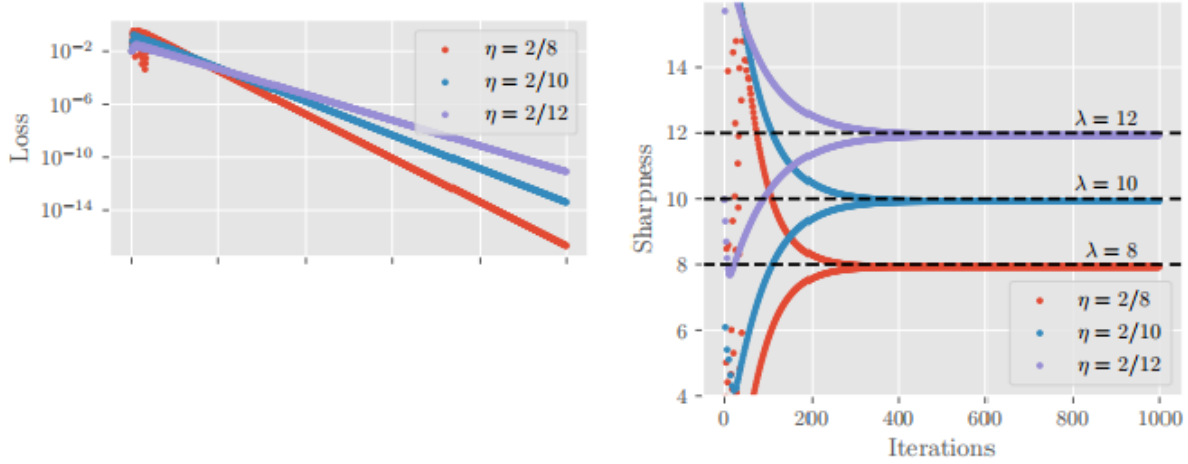 Loss
10⁻²
10⁻⁶
10⁻¹⁰
10⁻¹⁴
η = 2/8
η = 2/10
η = 2/12
Sharpness
14
12
10
8
6
4
λ = 12
λ = 10
λ = 8
η = 2/8
η = 2/10
η = 2/12
0 200 400 600 800 1000
Iterations